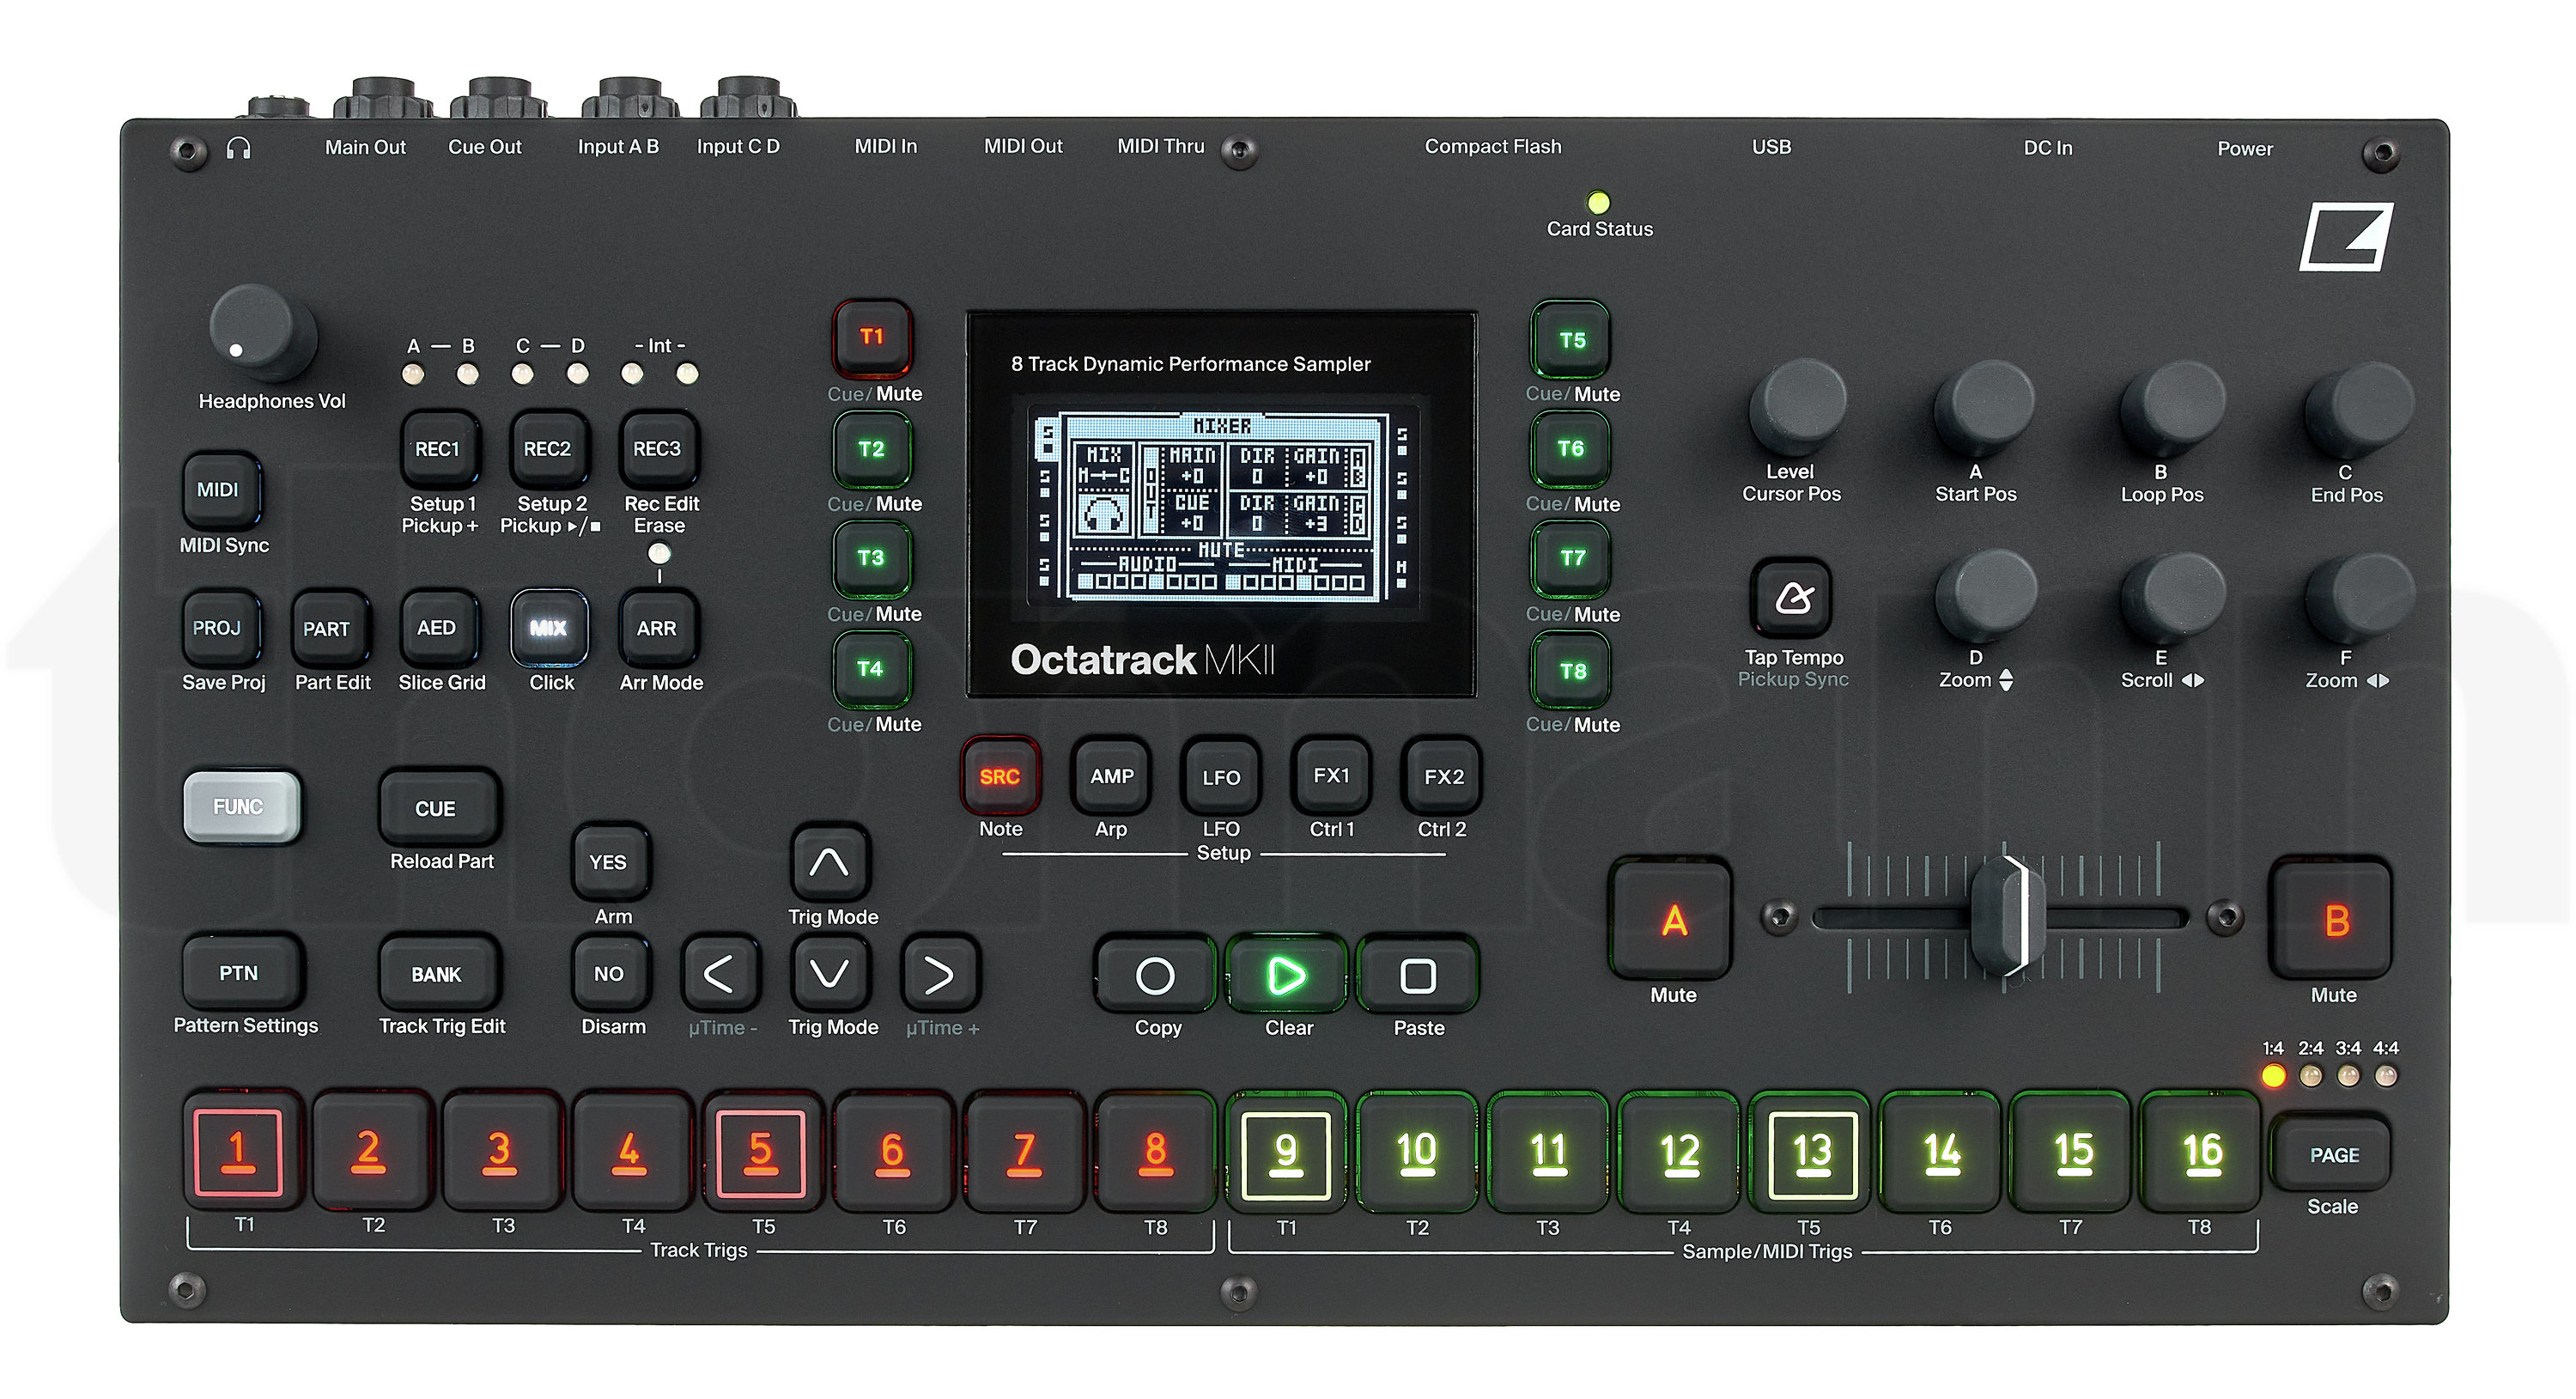 Main Out Cue Out Input A B Input C D MIDI In MIDI Out MIDI Thru Compact Flash USB DC In Power
Card Status
Headphones Vol
A B C D - Int -
REC1 REC2 REC3
Setup 1 Setup 2 Rec Edit
Pickup + Pickup / Erase
MIDI
MIDI Sync
PROJ PART AED MIX ARR
Save Proj Part Edit Slice Grid Click Arr Mode
T1
Cue/Mute
T2
Cue/Mute
T3
Cue/Mute
T4
Cue/Mute
8 Track Dynamic Performance Sampler
MIXER
MIX MAIN DIR GAIN AB
M C +0 0 +0
OUT CUE DIR GAIN CD
+0 0 +3
MUTE
AUDIO MIDI
S
S
S
S
S
S
S
M
Octatrack MKII
T5
Cue/Mute
T6
Cue/Mute
T7
Cue/Mute
T8
Cue/Mute
Level A B C
Cursor Pos Start Pos Loop Pos End Pos
Tap Tempo D E F
Pickup Sync Zoom Scroll Zoom
SRC AMP LFO FX1 FX2
Note Arp LFO Ctrl 1 Ctrl 2
Setup
FUNC CUE
Reload Part
YES
Arm Trig Mode
PTN BANK NO
Pattern Settings Track Trig Edit Disarm µTime - Trig Mode µTime +
Copy Clear Paste
A B
Mute Mute
1:4 2:4 3:4 4:4
1 2 3 4 5 6 7 8 9 10 11 12 13 14 15 16 PAGE
T1 T2 T3 T4 T5 T6 T7 T8 T1 T2 T3 T4 T5 T6 T7 T8 Scale
Track Trigs Sample/MIDI Trigs
thomann